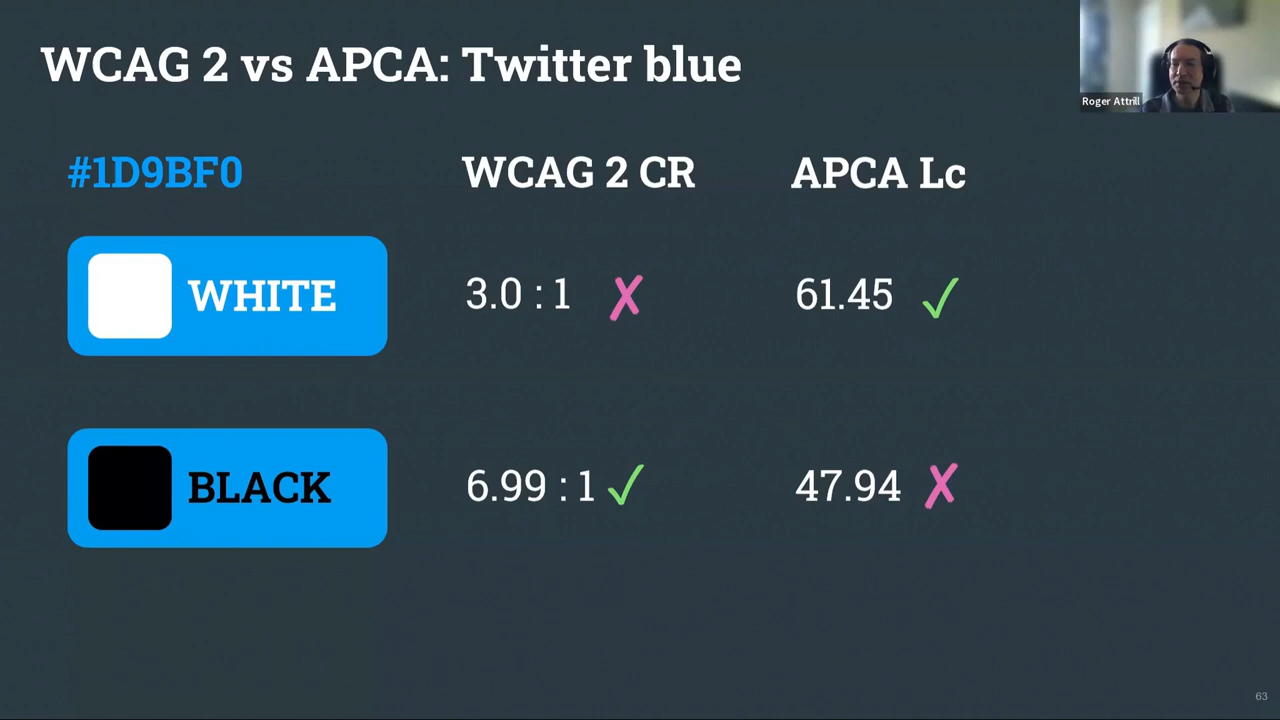 WCAG 2 vs APCA: Twitter blue
Roger Attrill
#1D9BF0 WCAG 2 CR APCA Lc
WHITE 3.0 : 1 ✗ 61.45 ✓
BLACK 6.99 : 1 ✓ 47.94 ✗
63